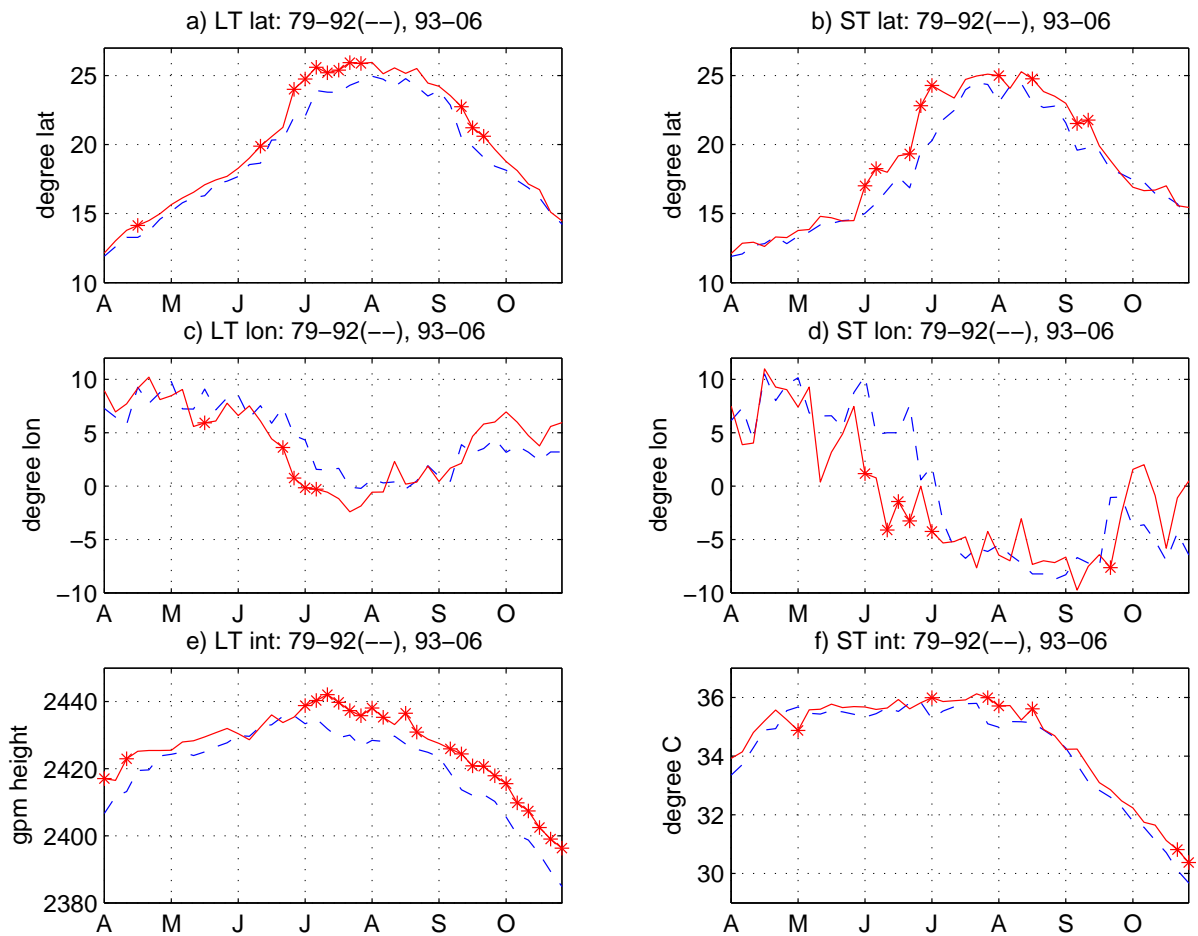 a) LT lat: 79−92(−−), 93−06
degree lat
25
20
15
10
A M J J A S O
b) ST lat: 79−92(−−), 93−06
degree lat
25
20
15
10
A M J J A S O
c) LT lon: 79−92(−−), 93−06
degree lon
10
5
0
−5
−10
A M J J A S O
d) ST lon: 79−92(−−), 93−06
degree lon
10
5
0
−5
−10
A M J J A S O
e) LT int: 79−92(−−), 93−06
gpm height
2440
2420
2400
2380
A M J J A S O
f) ST int: 79−92(−−), 93−06
degree C
36
34
32
30
A M J J A S O